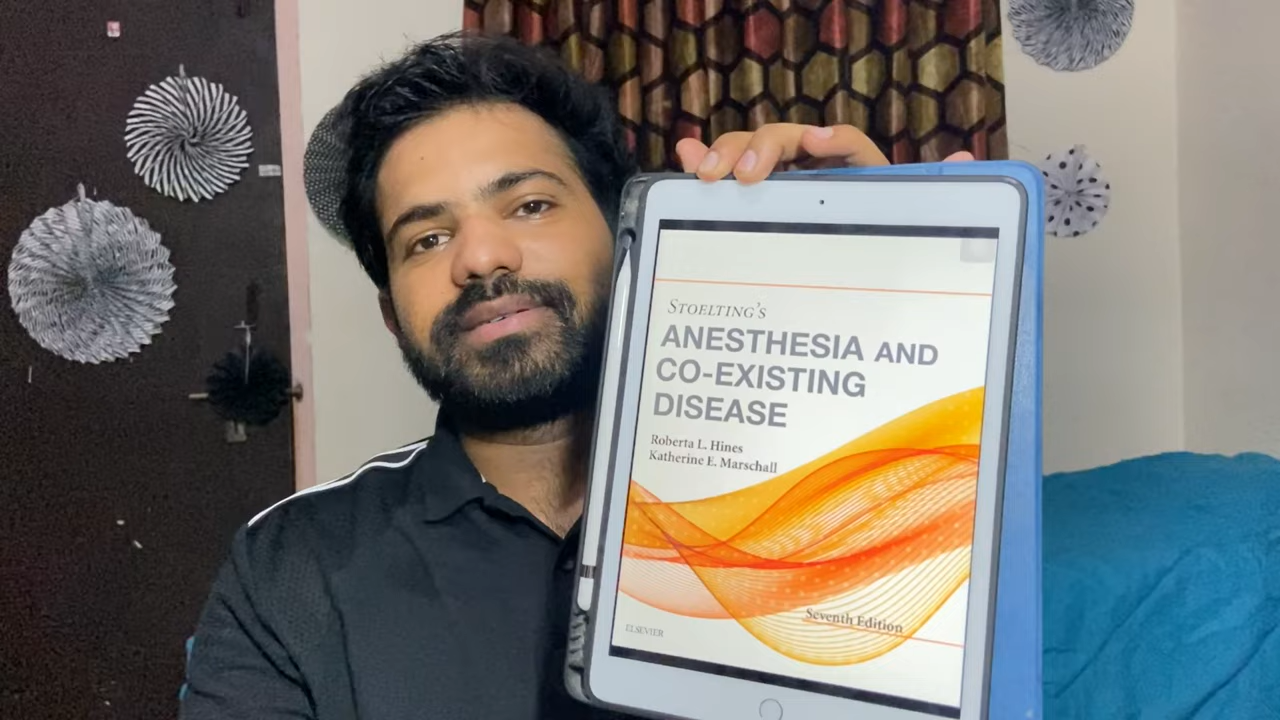 STOELTING'S
ANESTHESIA AND
CO-EXISTING
DISEASE
Roberta L. Hines
Katherine E. Marschall
Seventh Edition
ELSEVIER